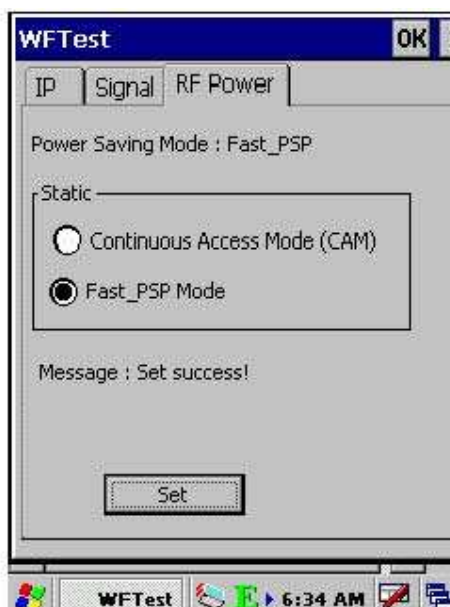 WFTest OK
IP Signal RF Power
Power Saving Mode : Fast_PSP
Static
Continuous Access Mode (CAM)
Fast_PSP Mode
Message : Set success!
Set
WFTest E 6:34 AM